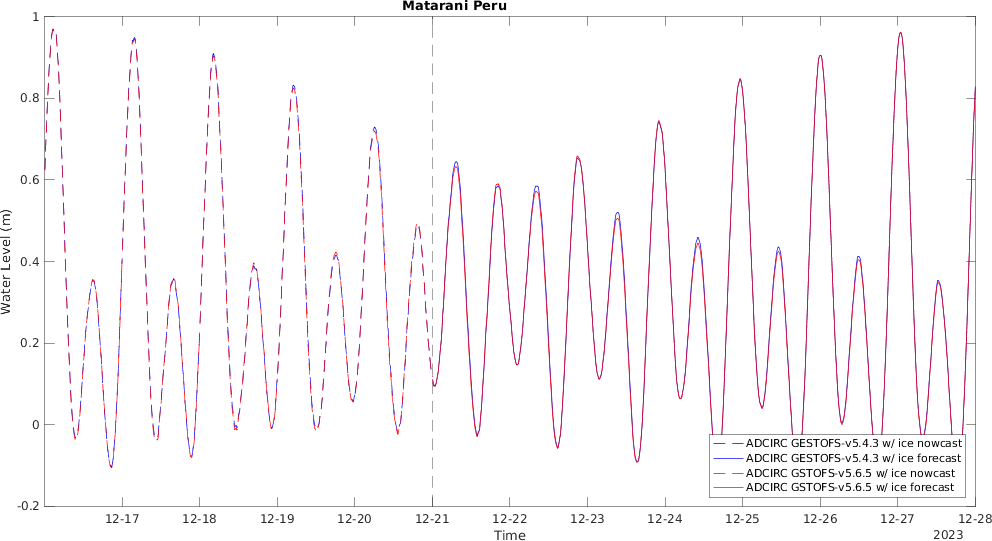 Matarani Peru
Water Level (m)
1
0.8
0.6
0.4
0.2
0
-0.2
12-17 12-18 12-19 12-20 12-21 12-22 12-23 12-24 12-25 12-26 12-27 12-28
Time
2023
ADCIRC GESTOFS-v5.4.3 w/ ice nowcast
ADCIRC GESTOFS-v5.4.3 w/ ice forecast
ADCIRC GSTOFS-v5.6.5 w/ ice nowcast
ADCIRC GSTOFS-v5.6.5 w/ ice forecast